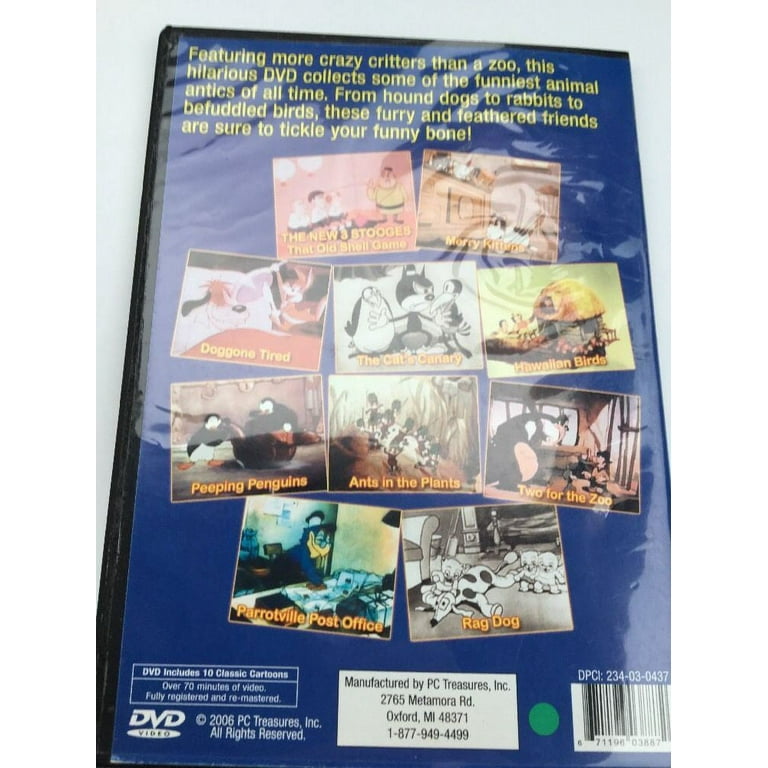 Featuring more crazy critters than a zoo, this
hilarious DVD collects some of the funniest animal
antics of all time. From hound dogs to rabbits to
befuddled birds, these furry and feathered friends
are sure to tickle your funny bone!
THE NEW 3 STOOGES
That Old Shell Game
Merry Kittens
Doggone Tired
The Cat's Canary
Hawaiian Birds
Peeping Penguins
Ants in the Plants
Two for the Zoo
Parrotville Post Office
Rag Dog
DVD Includes 10 Classic Cartoons
Over 70 minutes of video.
Fully registered and re-mastered.
DVD
VIDEO
© 2006 PC Treasures, Inc.
All Rights Reserved.
Manufactured by PC Treasures, Inc.
2765 Metamora Rd.
Oxford, MI 48371
1-877-949-4499
DPCI: 234-03-0437
6 71196 03887